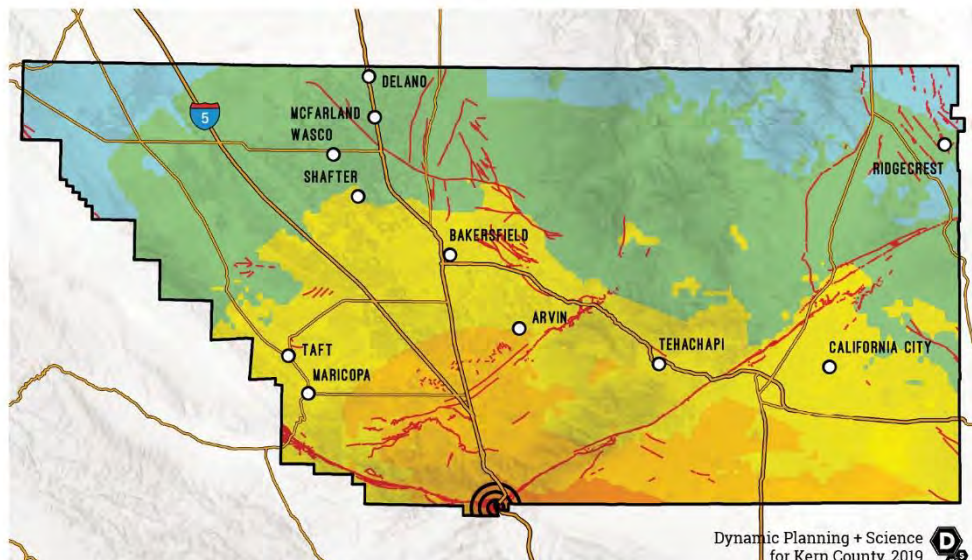 DELANO
MCFARLAND
5
WASCO
SHAFTER
RIDGECREST
BAKERSFIELD
ARVIN
TEHACHAPI
CALIFORNIA CITY
TAFT
MARICOPA
Dynamic Planning + Science
for Kern County, 2019
D